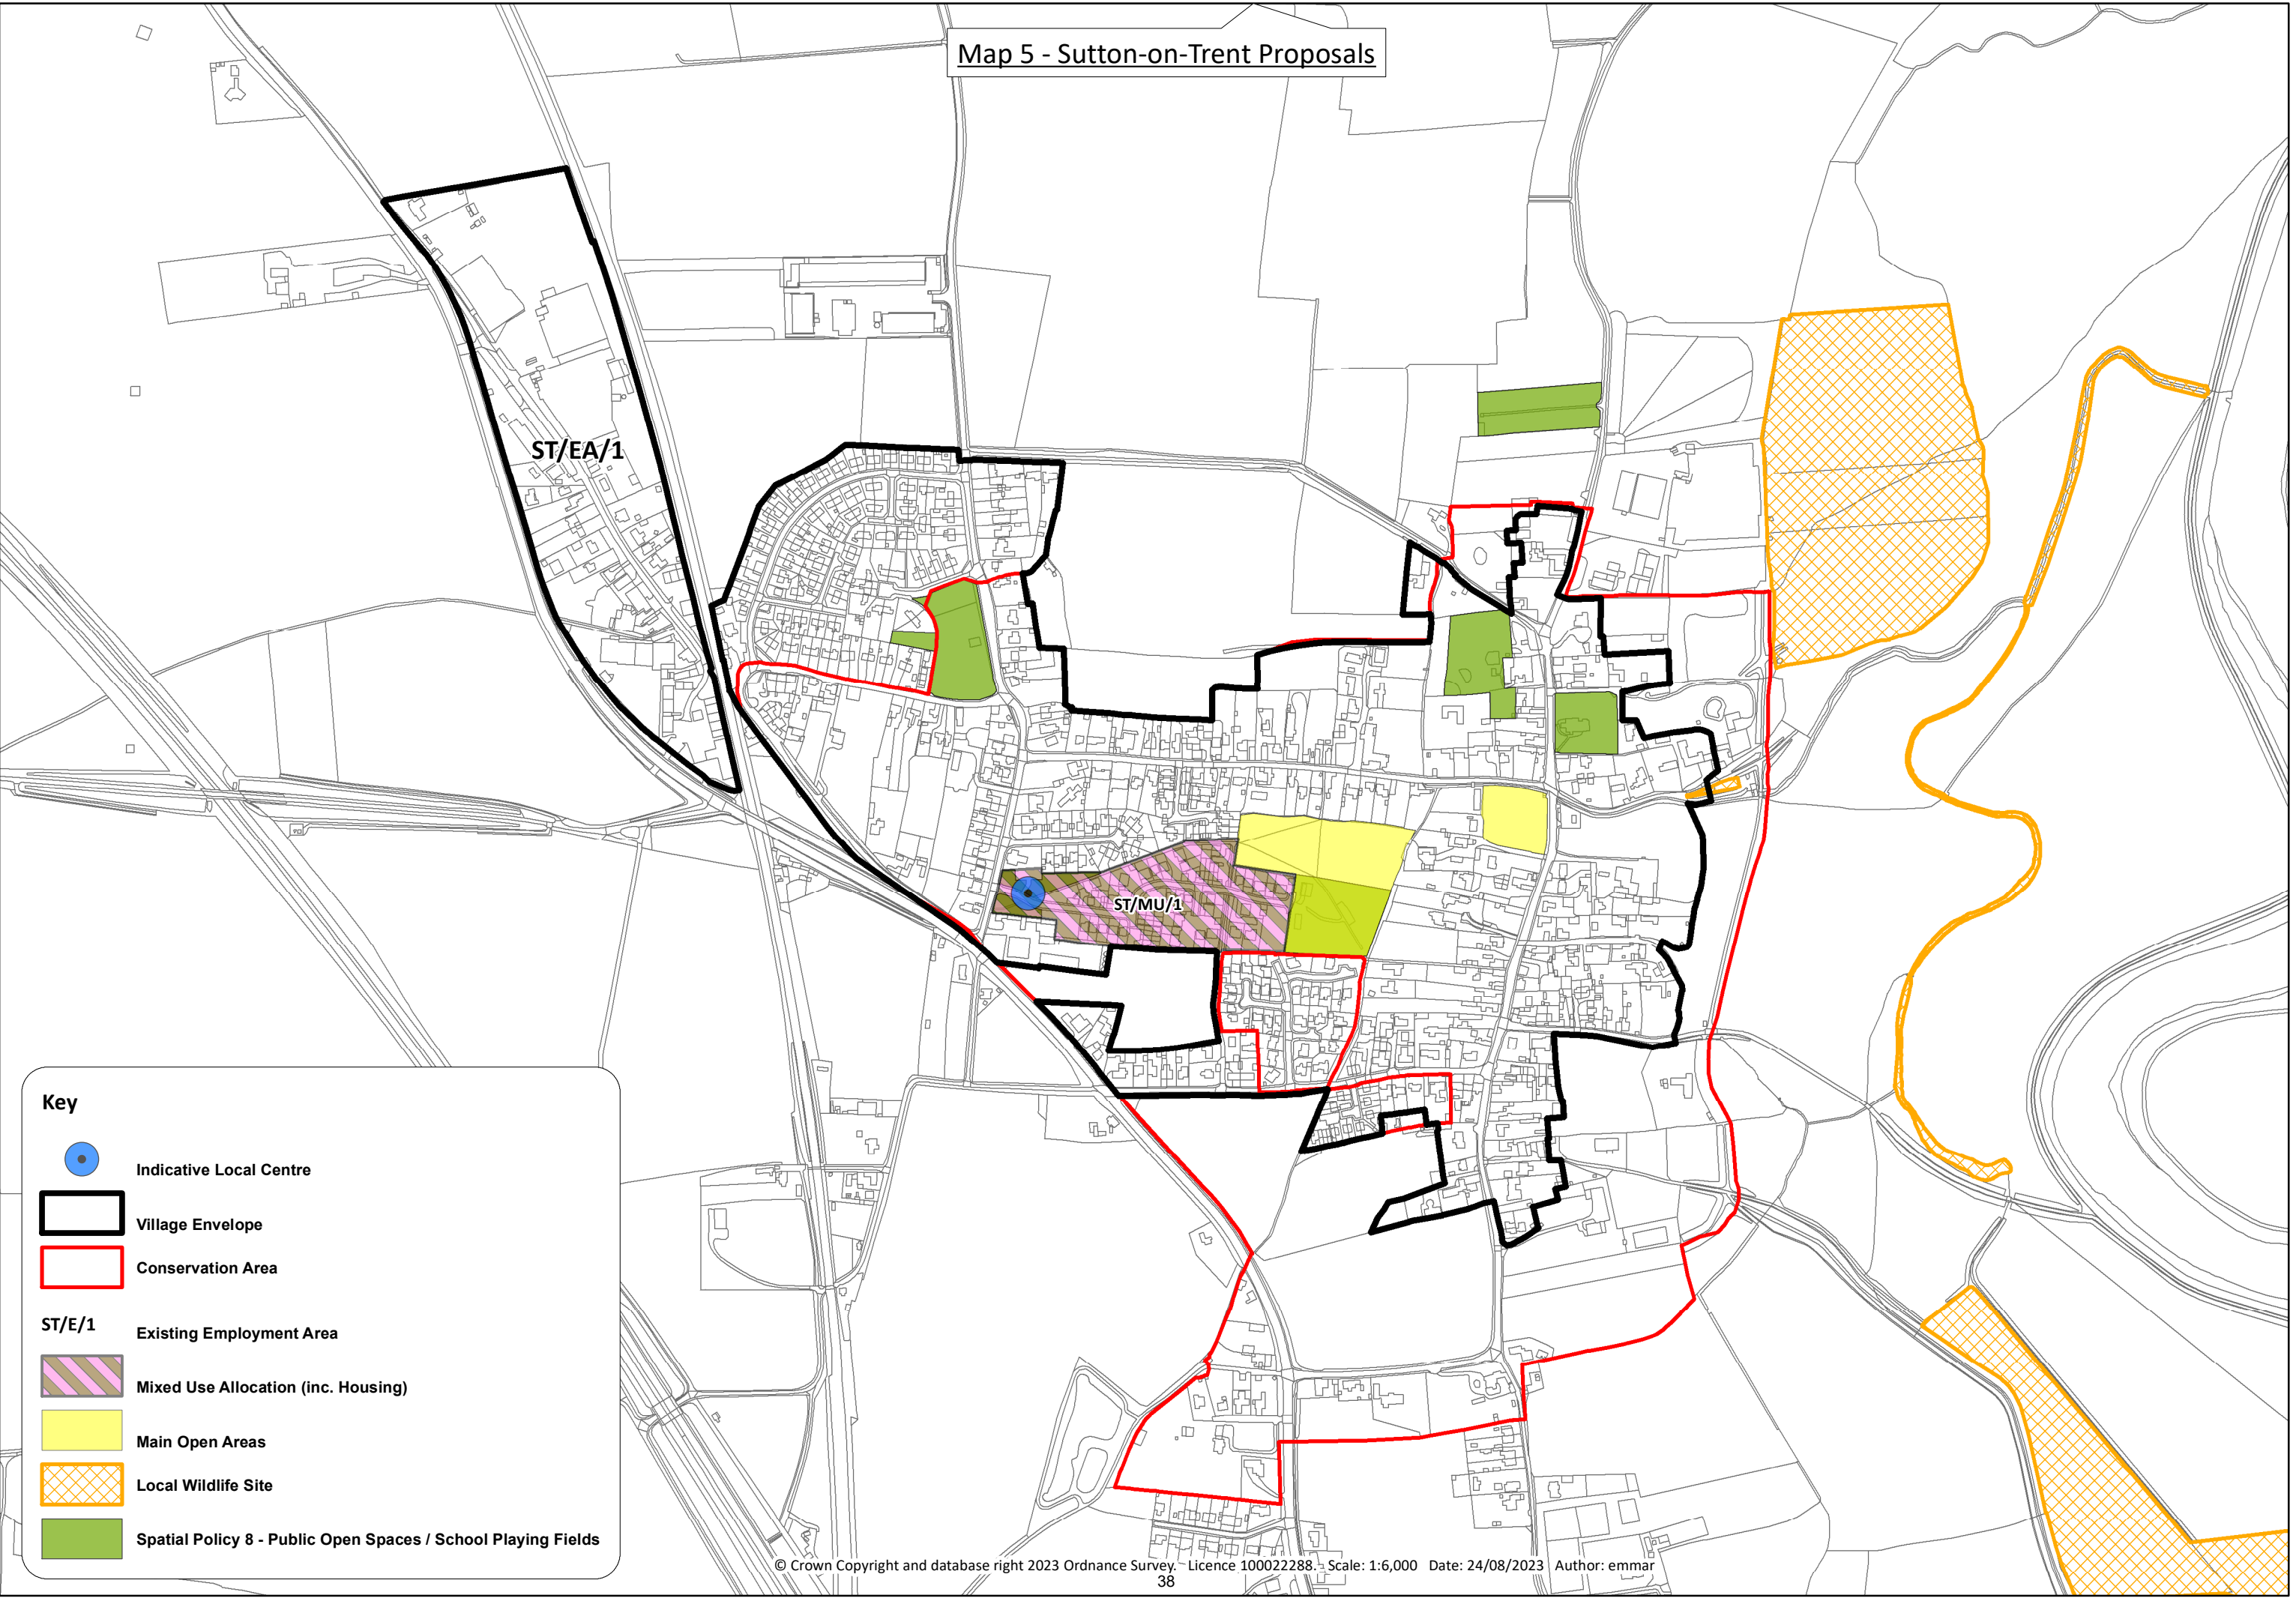 Map 5 - Sutton-on-Trent Proposals
ST/EA/1
ST/MU/1
Key
Indicative Local Centre
Village Envelope
Conservation Area
ST/E/1 Existing Employment Area
Mixed Use Allocation (inc. Housing)
Main Open Areas
Local Wildlife Site
Spatial Policy 8 - Public Open Spaces / School Playing Fields
© Crown Copyright and database right 2023 Ordnance Survey. Licence 100022288. Scale: 1:6,000 Date: 24/08/2023 Author: emmar
38